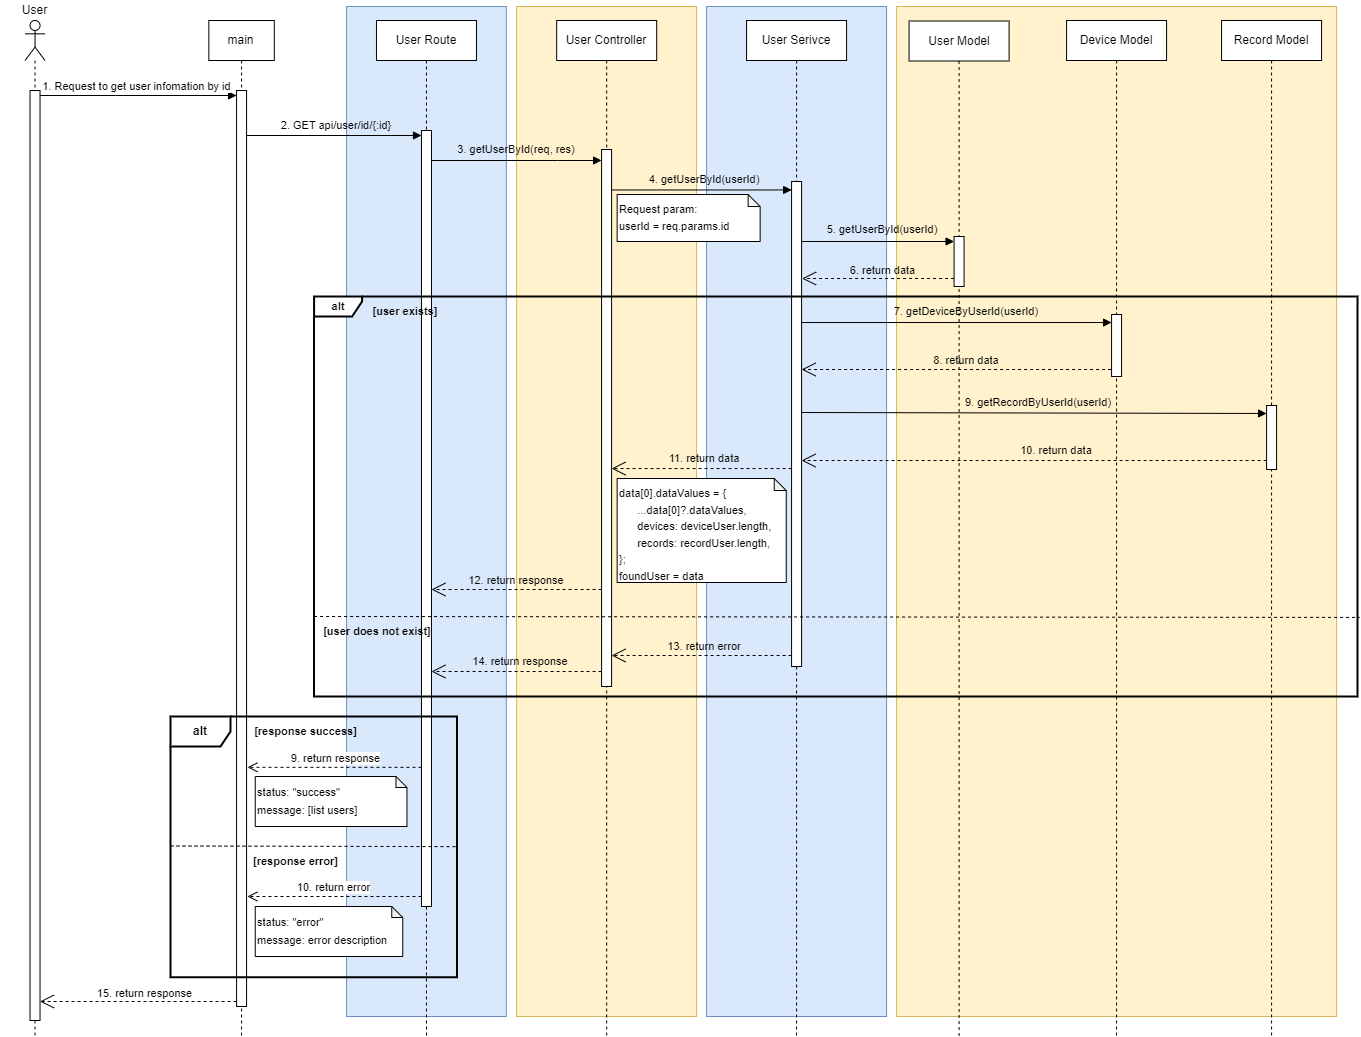 User
main
User Route
User Controller
User Serivce
User Model
Device Model
Record Model
1. Request to get user infomation by id
2. GET api/user/id/{:id}
3. getUserById(req, res)
4. getUserById(userId)
Request param:
userId = req.params.id
5. getUserById(userId)
6. return data
alt
[user exists]
7. getDeviceByUserId(userId)
8. return data
9. getRecordByUserId(userId)
10. return data
11. return data
data[0].dataValues = {
...data[0]?.dataValues,
devices: deviceUser.length,
records: recordUser.length,
};
foundUser = data
12. return response
[user does not exist]
13. return error
14. return response
alt
[response success]
9. return response
status: "success"
message: [list users]
[response error]
10. return error
status: "error"
message: error description
15. return response